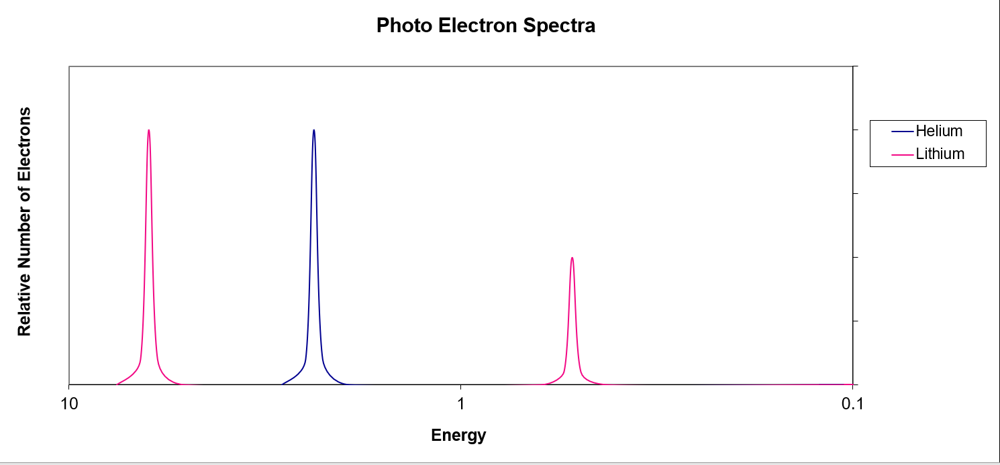 Photo Electron Spectra
Relative Number of Electrons
Helium
Lithium
10
1
0.1
Energy